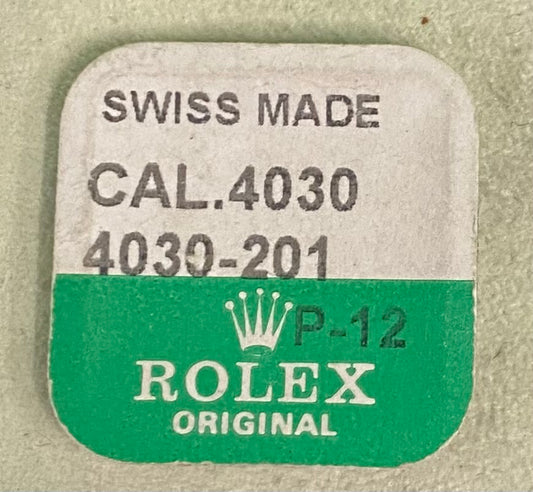 SWISS MADE
CAL.4030
4030-201
P-12
ROLEX
ORIGINAL